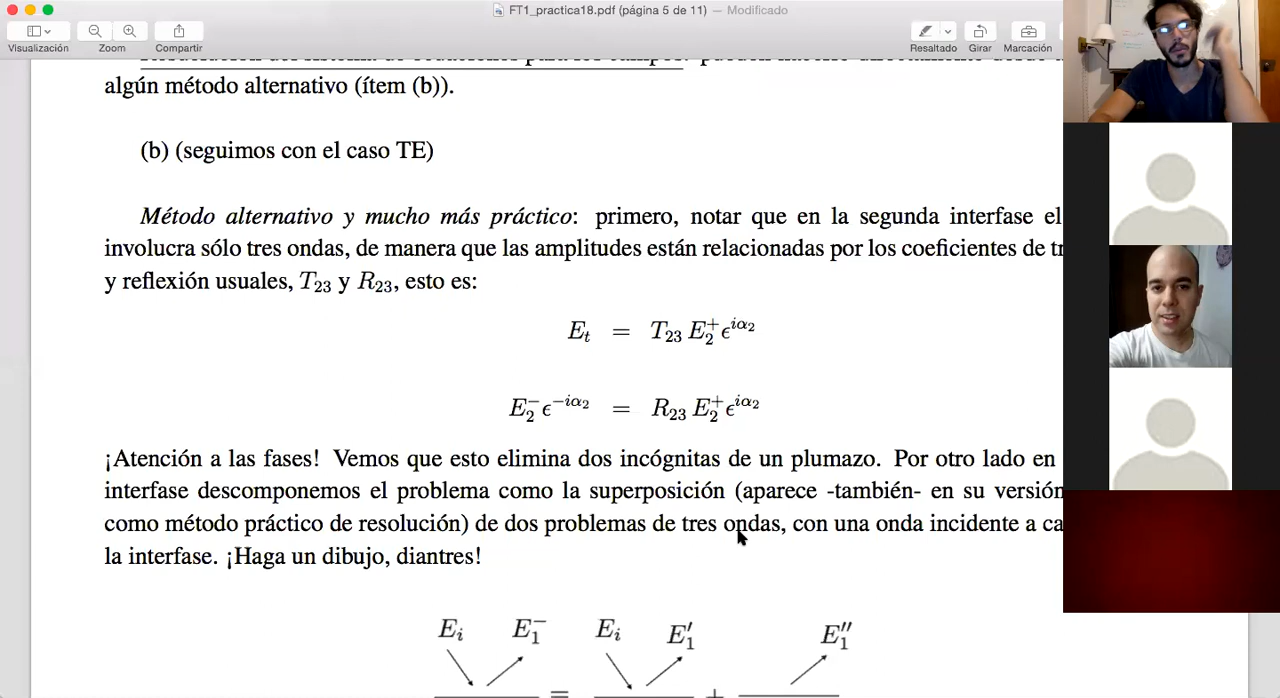 FT1_practica18.pdf (página 5 de 11) — Modificado
Visualización Zoom Compartir Resaltado Girar Marcación
algún método alternativo (ítem (b)).
(b) (seguimos con el caso TE)
Método alternativo y mucho más práctico: primero, notar que en la segunda interfase el
involucra sólo tres ondas, de manera que las amplitudes están relacionadas por los coeficientes de
y reflexión usuales, T₂₃ y R₂₃, esto es:
Eₜ = T₂₃ E₂⁺ϵ^{iα₂}
E₂⁻ϵ^{-iα₂} = R₂₃ E₂⁺ϵ^{iα₂}
¡Atención a las fases! Vemos que esto elimina dos incógnitas de un plumazo. Por otro lado en
interfase descomponemos el problema como la superposición (aparece -también- en su versión
como método práctico de resolución) de dos problemas de tres ondas, con una onda incidente a
la interfase. ¡Haga un dibujo, diantres!
Eᵢ E₁⁻ Eᵢ E₁′ E₁″
= +